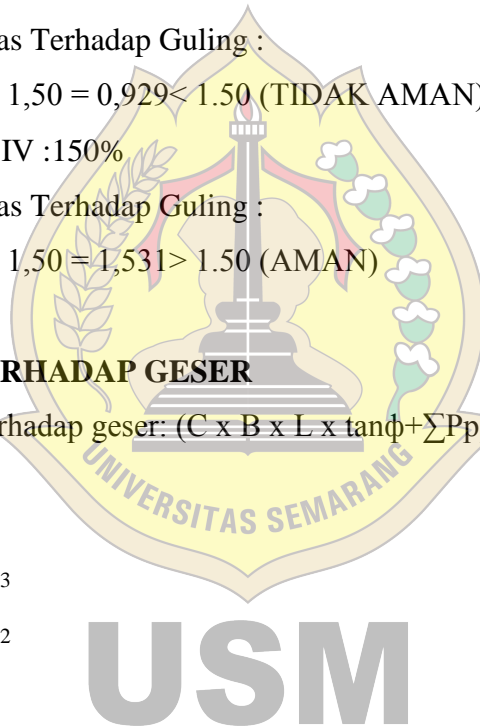 as Terhadap Guling :
1,50 = 0,929< 1.50 (TIDAK AMAN)
IV :150%
as Terhadap Guling :
1,50 = 1,531> 1.50 (AMAN)
RHADAP GESER
rhadap geser: (C x B x L x tanф+∑Pp
UNIVERSITAS SEMARANG
3
2
USM